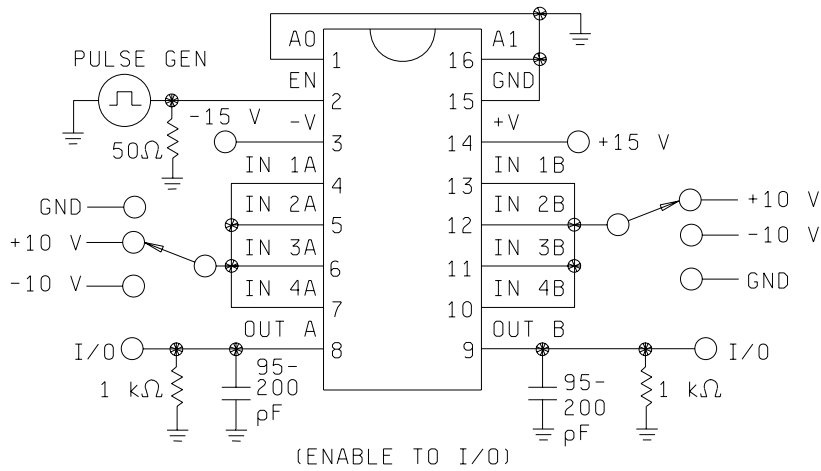 A0 A1
PULSE GEN 1 16
EN GND
2 15
-15 V -V +V
3 14 +15 V
50Ω
IN 1A IN 1B
4 13
GND IN 2A IN 2B +10 V
5 12
+10 V IN 3A IN 3B -10 V
6 11
-10 V IN 4A IN 4B GND
7 10
OUT A OUT B
I/O 8 9 I/O
1 kΩ 95-200 pF 95-200 pF 1 kΩ
(ENABLE TO I/O)